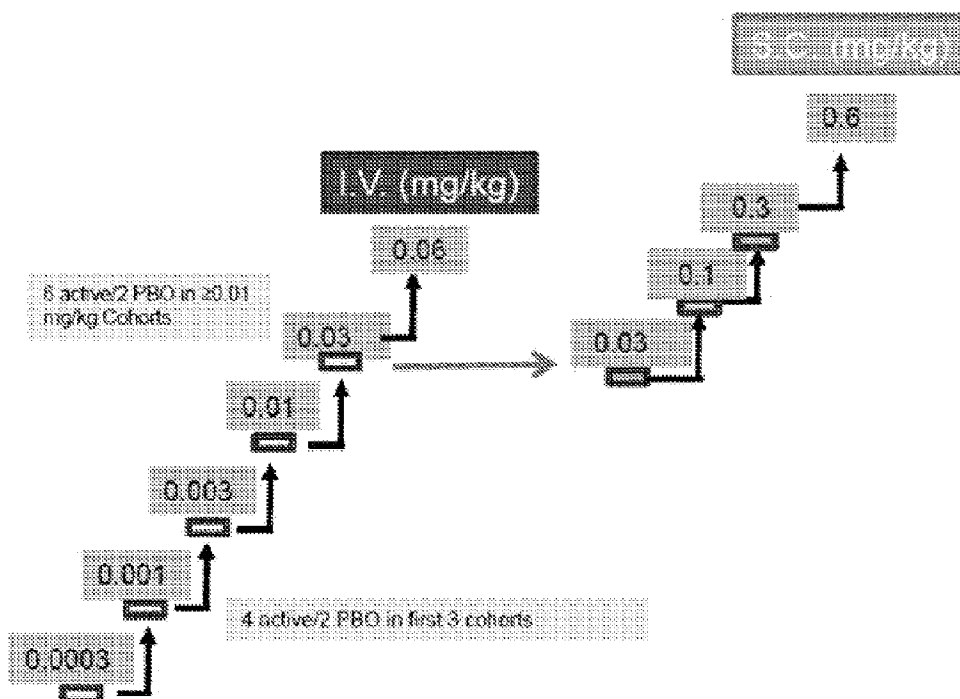 S.C. (mg/kg)
0.6
I.V. (mg/kg)
0.3
0.06
0.1
6 active/2 PBO in ≥0.01
mg/kg Cohorts
0.03
0.03
0.01
0.003
0.001
4 active/2 PBO in first 3 cohorts
0.0003